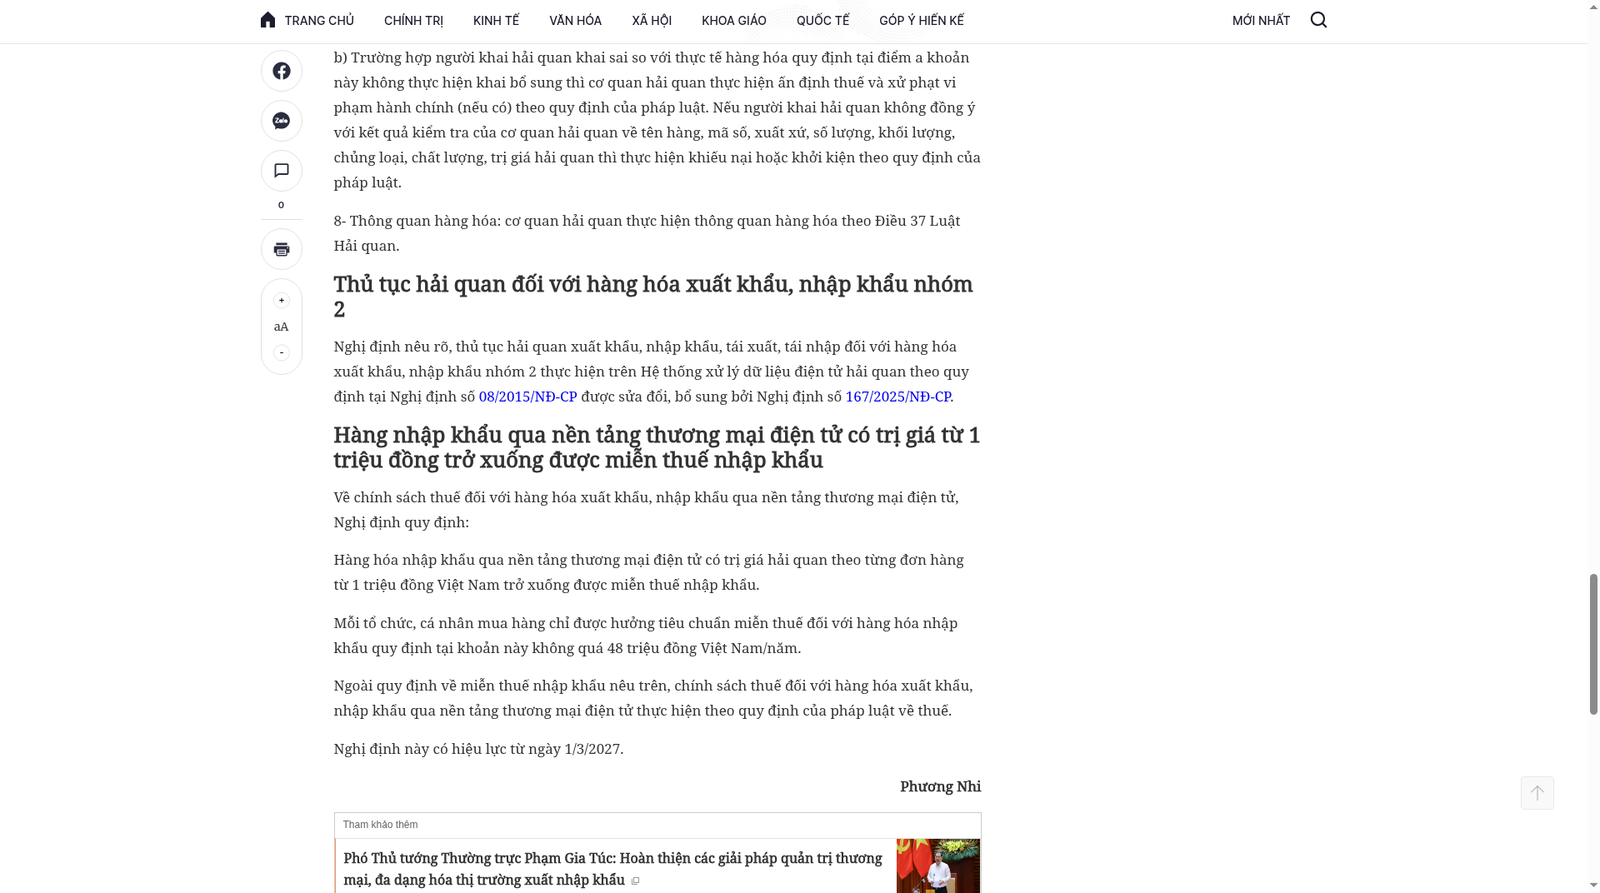 TRANG CHỦ CHÍNH TRỊ KINH TẾ VĂN HÓA XÃ HỘI KHOA GIÁO QUỐC TẾ GÓP Ý HIẾN KẾ MỚI NHẤT
b) Trường hợp người khai hải quan khai sai so với thực tế hàng hóa quy định tại điểm a khoản
này không thực hiện khai bổ sung thì cơ quan hải quan thực hiện ấn định thuế và xử phạt vi
phạm hành chính (nếu có) theo quy định của pháp luật. Nếu người khai hải quan không đồng ý
với kết quả kiểm tra của cơ quan hải quan về tên hàng, mã số, xuất xứ, số lượng, khối lượng,
chủng loại, chất lượng, trị giá hải quan thì thực hiện khiếu nại hoặc khởi kiện theo quy định của
pháp luật.
Zalo
0
8- Thông quan hàng hóa: cơ quan hải quan thực hiện thông quan hàng hóa theo Điều 37 Luật
Hải quan.
Thủ tục hải quan đối với hàng hóa xuất khẩu, nhập khẩu nhóm
2
+
aA
-
Nghị định nêu rõ, thủ tục hải quan xuất khẩu, nhập khẩu, tái xuất, tái nhập đối với hàng hóa
xuất khẩu, nhập khẩu nhóm 2 thực hiện trên Hệ thống xử lý dữ liệu điện tử hải quan theo quy
định tại Nghị định số 08/2015/NĐ-CP được sửa đổi, bổ sung bởi Nghị định số 167/2025/NĐ-CP.
Hàng nhập khẩu qua nền tảng thương mại điện tử có trị giá từ 1
triệu đồng trở xuống được miễn thuế nhập khẩu
Về chính sách thuế đối với hàng hóa xuất khẩu, nhập khẩu qua nền tảng thương mại điện tử,
Nghị định quy định:
Hàng hóa nhập khẩu qua nền tảng thương mại điện tử có trị giá hải quan theo từng đơn hàng
từ 1 triệu đồng Việt Nam trở xuống được miễn thuế nhập khẩu.
Mỗi tổ chức, cá nhân mua hàng chỉ được hưởng tiêu chuẩn miễn thuế đối với hàng hóa nhập
khẩu quy định tại khoản này không quá 48 triệu đồng Việt Nam/năm.
Ngoài quy định về miễn thuế nhập khẩu nêu trên, chính sách thuế đối với hàng hóa xuất khẩu,
nhập khẩu qua nền tảng thương mại điện tử thực hiện theo quy định của pháp luật về thuế.
Nghị định này có hiệu lực từ ngày 1/3/2027.
Phương Nhi
Tham khảo thêm
Phó Thủ tướng Thường trực Phạm Gia Túc: Hoàn thiện các giải pháp quản trị thương
mại, đa dạng hóa thị trường xuất nhập khẩu